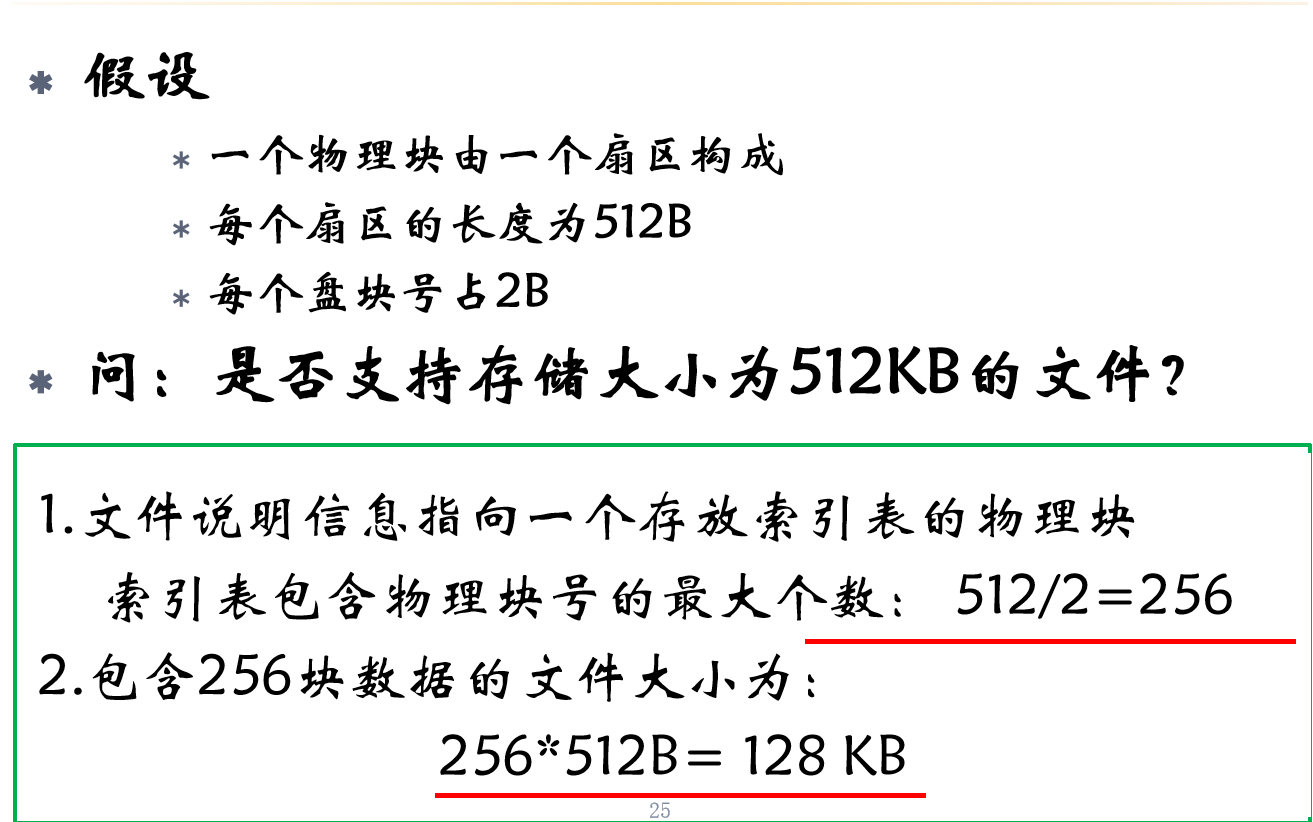 * 假设
* 一个物理块由一个扇区构成
* 每个扇区的长度为512B
* 每个盘块号占2B
* 问：是否支持存储大小为512KB的文件？
1.文件说明信息指向一个存放索引表的物理块
索引表包含物理块号的最大个数： 512/2=256
2.包含256块数据的文件大小为：
256*512B= 128 KB
25